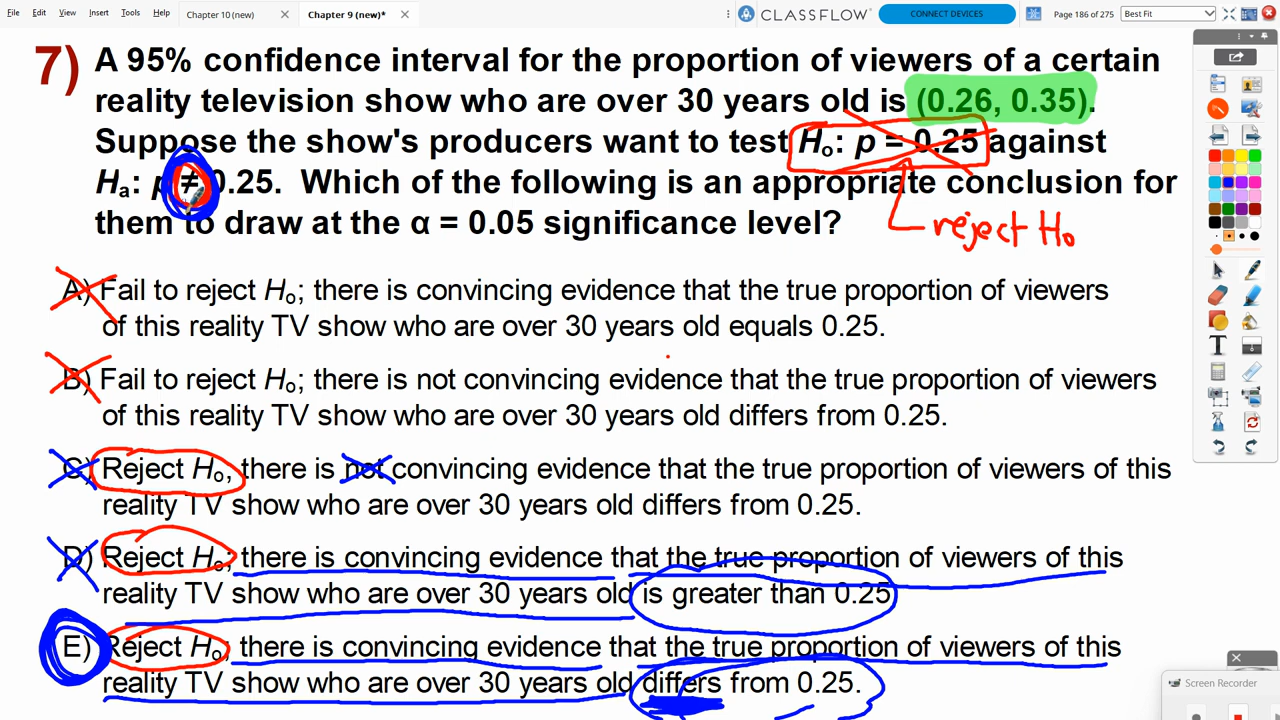 File Edit View Insert Tools Help Chapter 10 (new) Chapter 9 (new)* CLASSFLOW CONNECT DEVICES Page 186 of 275 Best Fit
7) A 95% confidence interval for the proportion of viewers of a certain
reality television show who are over 30 years old is (0.26, 0.35).
Suppose the show's producers want to test Ho: p = 0.25 against
Ha: p ≠ 0.25. Which of the following is an appropriate conclusion for
them to draw at the α = 0.05 significance level?
reject Ho
A) Fail to reject Ho; there is convincing evidence that the true proportion of viewers
of this reality TV show who are over 30 years old equals 0.25.
B) Fail to reject Ho; there is not convincing evidence that the true proportion of viewers
of this reality TV show who are over 30 years old differs from 0.25.
C) Reject Ho; there is not convincing evidence that the true proportion of viewers of this
reality TV show who are over 30 years old differs from 0.25.
D) Reject Ho; there is convincing evidence that the true proportion of viewers of this
reality TV show who are over 30 years old is greater than 0.25
E) Reject Ho; there is convincing evidence that the true proportion of viewers of this
reality TV show who are over 30 years old differs from 0.25.
Screen Recorder